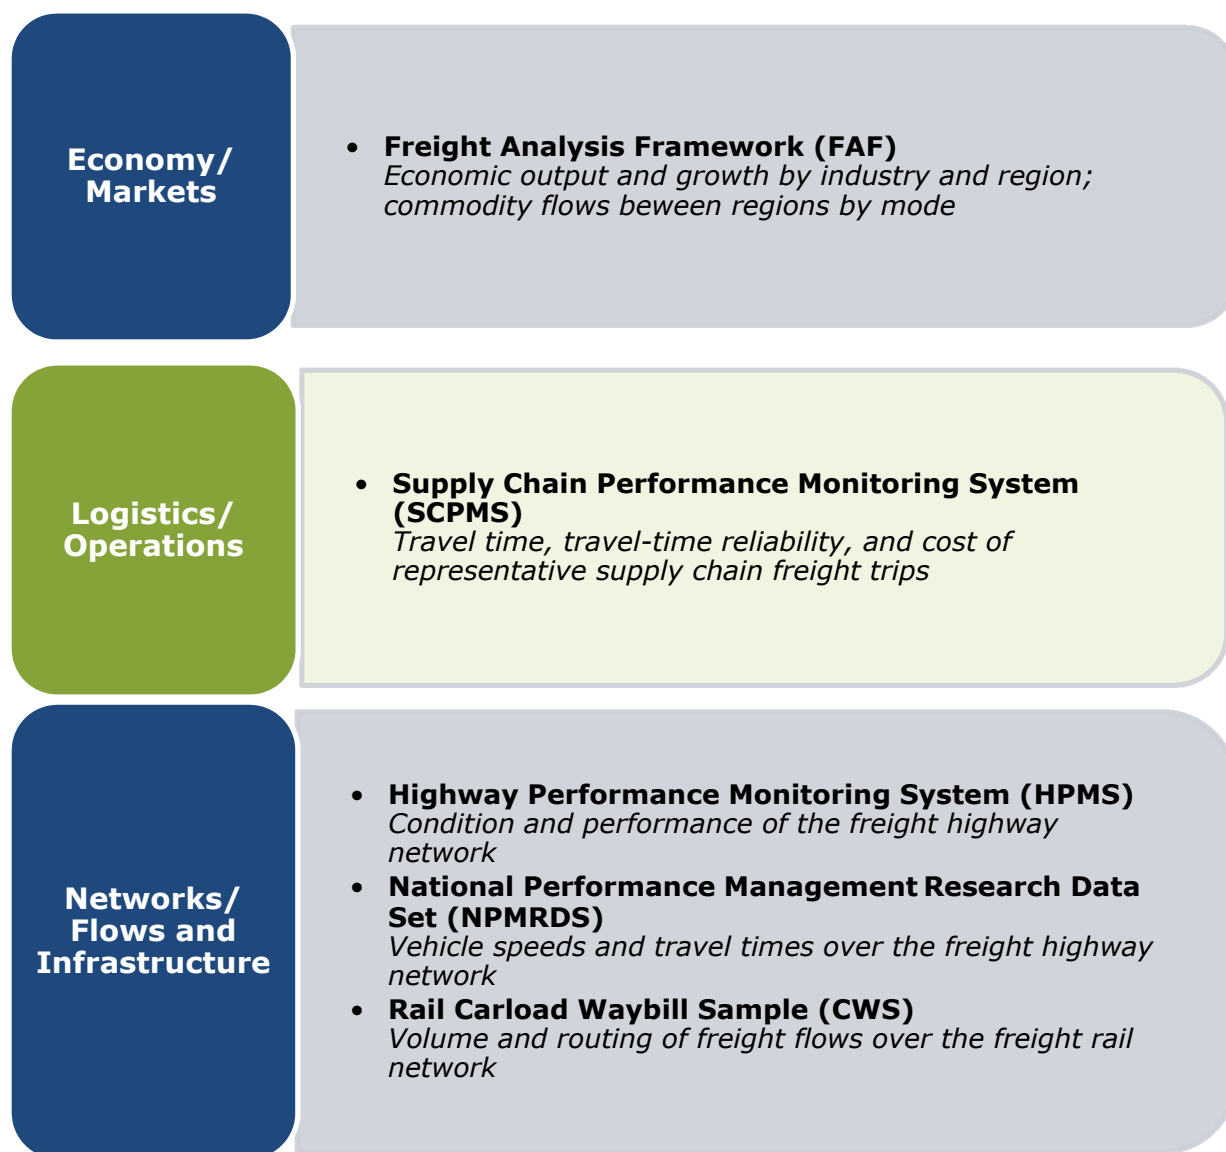 Economy/
Markets
• Freight Analysis Framework (FAF)
Economic output and growth by industry and region;
commodity flows beween regions by mode
Logistics/
Operations
• Supply Chain Performance Monitoring System
(SCPMS)
Travel time, travel-time reliability, and cost of
representative supply chain freight trips
Networks/
Flows and
Infrastructure
• Highway Performance Monitoring System (HPMS)
Condition and performance of the freight highway
network
• National Performance Management Research Data
Set (NPMRDS)
Vehicle speeds and travel times over the freight highway
network
• Rail Carload Waybill Sample (CWS)
Volume and routing of freight flows over the freight rail
network